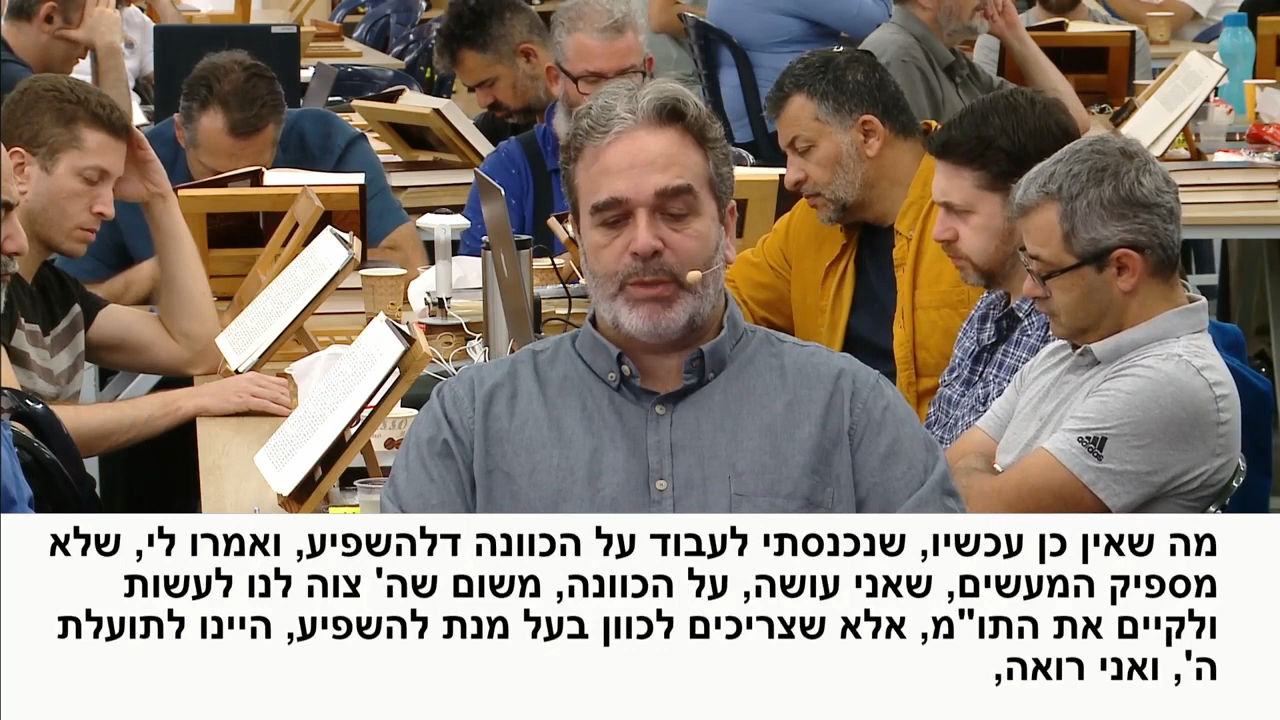 adidas
מה שאין כן עכשיו, שנכנסתי לעבוד על הכוונה דלהשפיע, ואמרו לי, שלא
מספיק המעשים, שאני עושה, על הכוונה, משום שה' צוה לנו לעשות
ולקיים את התו"מ, אלא שצריכים לכוון בעל מנת להשפיע, היינו לתועלת
ה', ואני רואה,